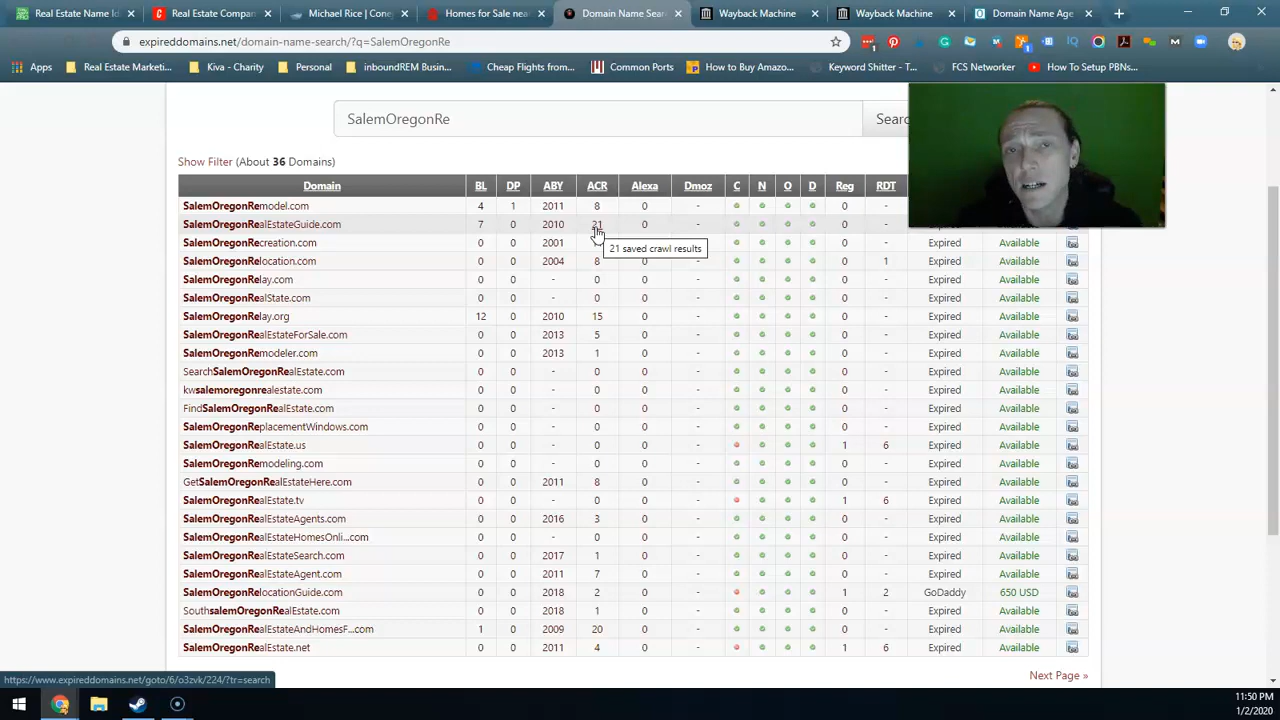 Real Estate Name Id
Real Estate Compan
Michael Rice | Cone
Homes for Sale nea
Domain Name Sear
Wayback Machine
Wayback Machine
Domain Name Age
expireddomains.net/domain-name-search/?q=SalemOregonRe
Apps
Real Estate Marketi...
Kiva - Charity
Personal
inboundREM Busin...
Cheap Flights from...
Common Ports
How to Buy Amazo...
Keyword Shitter - T...
FCS Networker
How To Setup PBNs...
SalemOregonRe
Searc
Show Filter (About 36 Domains)
Domain BL DP ABY ACR Alexa Dmoz C N O D Reg RDT
SalemOregonRemodel.com 4 1 2011 8 0 - 0 -
SalemOregonRealEstateGuide.com 7 0 2010 21 0 - 0 -
21 saved crawl results
SalemOregonRecreation.com 0 0 2001 - 0 - Expired Available
SalemOregonRelocation.com 0 0 2004 8 0 - 0 1 Expired Available
SalemOregonRelay.com 0 0 - 0 0 - 0 - Expired Available
SalemOregonRealState.com 0 0 - 0 0 - 0 - Expired Available
SalemOregonRelay.org 12 0 2010 15 0 - 0 - Expired Available
SalemOregonRealEstateForSale.com 0 0 2013 5 0 - 0 - Expired Available
SalemOregonRemodeler.com 0 0 2013 1 0 - 0 - Expired Available
SearchSalemOregonRealEstate.com 0 0 - 0 0 - 0 - Expired Available
kwsalemoregonrealestate.com 0 0 - 0 0 - 0 - Expired Available
FindSalemOregonRealEstate.com 0 0 - 0 0 - 0 - Expired Available
SalemOregonReplacementWindows.com 0 0 - 0 0 - 0 - Expired Available
SalemOregonRealEstate.us 0 0 - 0 0 - 1 6 Expired Available
SalemOregonRemodeling.com 0 0 - 0 0 - 0 - Expired Available
GetSalemOregonRealEstateHere.com 0 0 2011 8 0 - 0 - Expired Available
SalemOregonRealEstate.tv 0 0 - 0 0 - 1 6 Expired Available
SalemOregonRealEstateAgents.com 0 0 2016 3 0 - 0 - Expired Available
SalemOregonRealEstateHomesOnli...com 0 0 - 0 0 - 0 - Expired Available
SalemOregonRealEstateSearch.com 0 0 2017 1 0 - 0 - Expired Available
SalemOregonRealEstateAgent.com 0 0 2011 7 0 - 0 - Expired Available
SalemOregonRelocationGuide.com 0 0 2018 2 0 - 1 2 GoDaddy 650 USD
SouthsalemOregonRealEstate.com 0 0 2018 1 0 - 0 - Expired Available
SalemOregonRealEstateAndHomesF...com 1 0 2009 20 0 - 0 - Expired Available
SalemOregonRealEstate.net 0 0 2011 4 0 - 1 6 Expired Available
Next Page »
https://www.expireddomains.net/goto/6/o3zvk/224/?tr=search
11:50 PM
1/2/2020